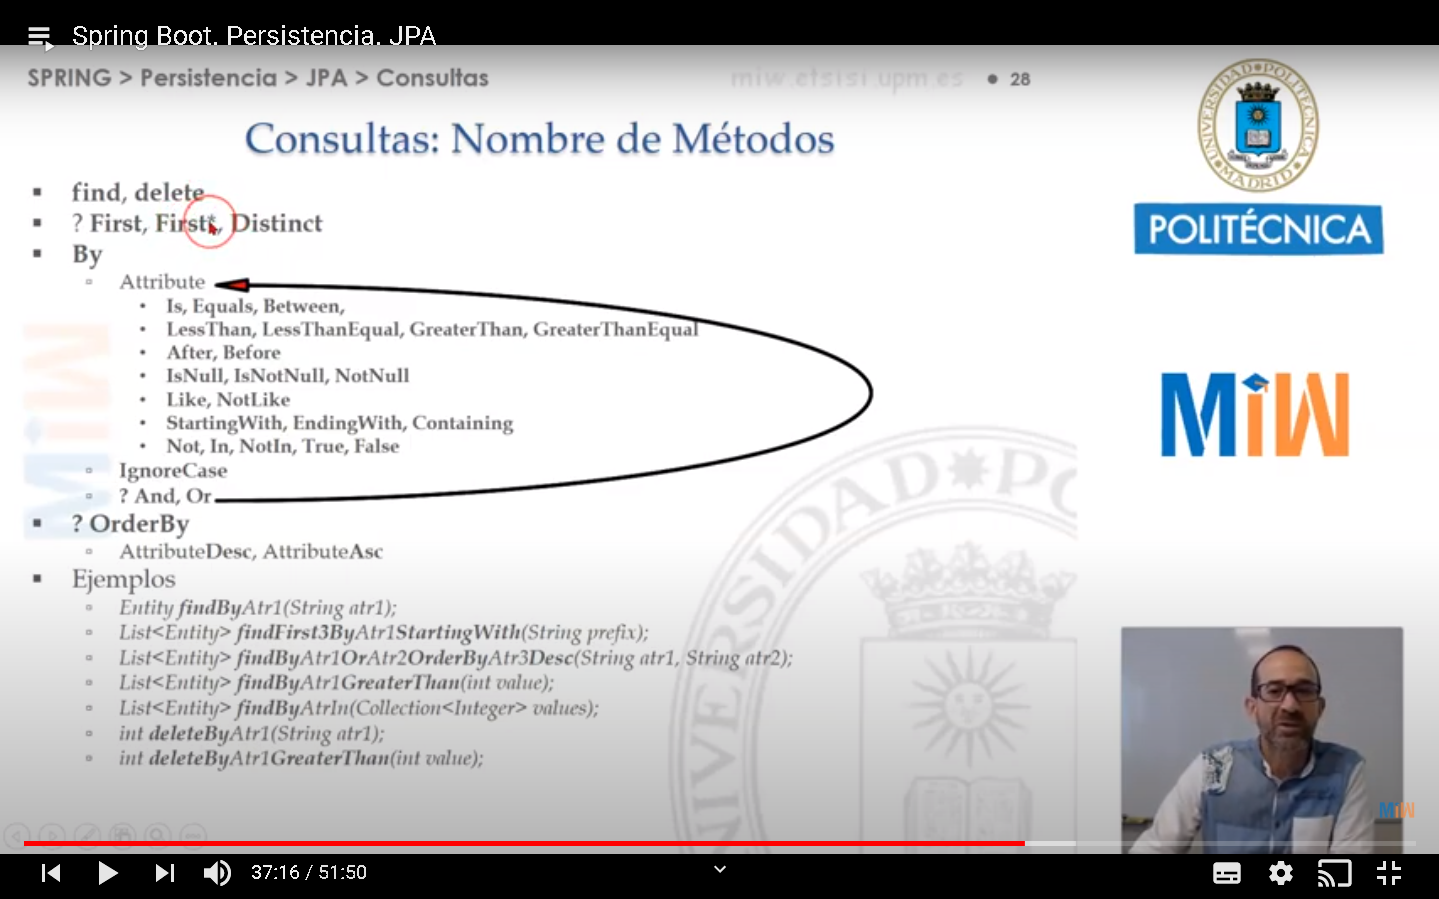 Spring Boot. Persistencia. JPA
SPRING > Persistencia > JPA > Consultas
miw.etsisi.upm.es
28
Consultas: Nombre de Métodos
find, delete
? First, First*, Distinct
By
Attribute
Is, Equals, Between,
LessThan, LessThanEqual, GreaterThan, GreaterThanEqual
After, Before
IsNull, IsNotNull, NotNull
Like, NotLike
StartingWith, EndingWith, Containing
Not, In, NotIn, True, False
IgnoreCase
? And, Or
? OrderBy
AttributeDesc, AttributeAsc
Ejemplos
Entity findByAtr1(String atr1);
List<Entity> findFirst3ByAtr1StartingWith(String prefix);
List<Entity> findByAtr1OrAtr2OrderByAtr3Desc(String atr1, String atr2);
List<Entity> findByAtr1GreaterThan(int value);
List<Entity> findByAtrIn(Collection<Integer> values);
int deleteByAtr1(String atr1);
int deleteByAtr1GreaterThan(int value);
UNIVERSIDAD POLITÉCNICA
MADRID
POLITÉCNICA
MiW
MiW
UNIVERSIDAD PO
MiW
37:16 / 51:50